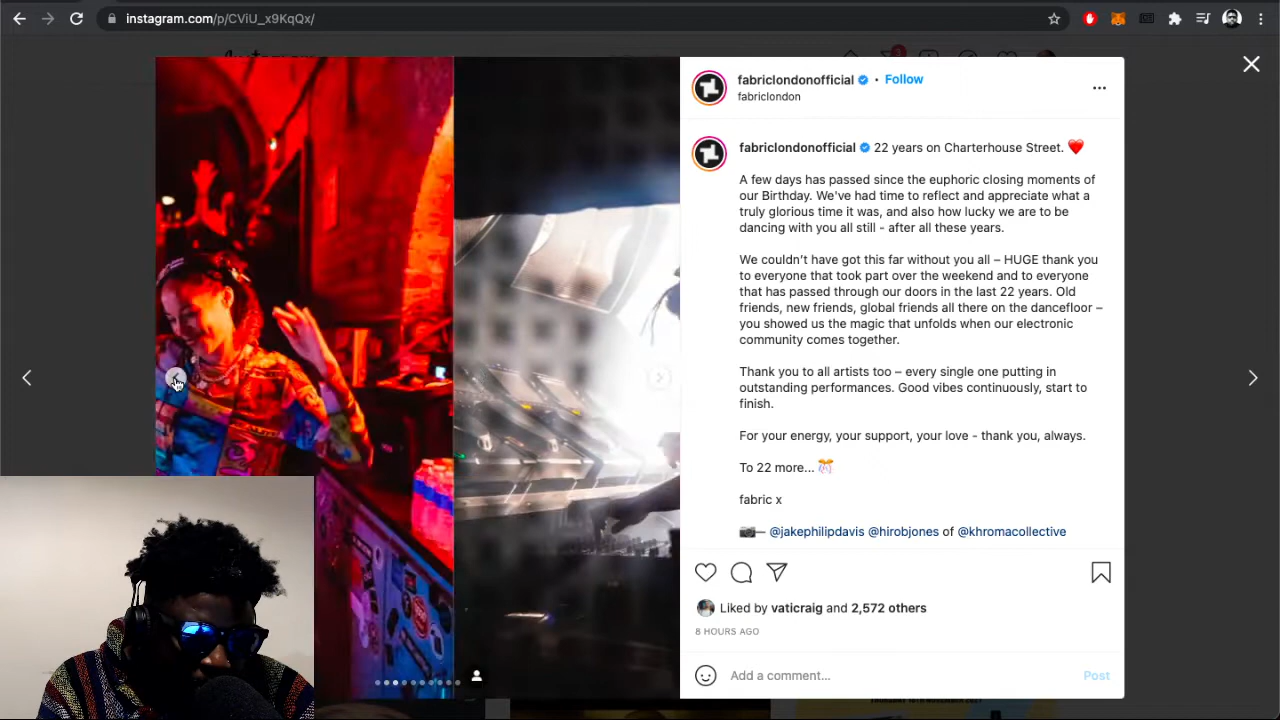 instagram.com/p/CViU_x9KqQx/
fabriclondonofficial • Follow
fabriclondon
fabriclondonofficial 22 years on Charterhouse Street. ❤️
A few days has passed since the euphoric closing moments of
our Birthday. We've had time to reflect and appreciate what a
truly glorious time it was, and also how lucky we are to be
dancing with you all still - after all these years.
We couldn't have got this far without you all – HUGE thank you
to everyone that took part over the weekend and to everyone
that has passed through our doors in the last 22 years. Old
friends, new friends, global friends all there on the dancefloor –
you showed us the magic that unfolds when our electronic
community comes together.
Thank you to all artists too – every single one putting in
outstanding performances. Good vibes continuously, start to
finish.
For your energy, your support, your love - thank you, always.
To 22 more... 🎊
fabric x
📷— @jakephilipdavis @hirobjones of @khromacollective
Liked by vaticraig and 2,572 others
8 HOURS AGO
Add a comment...
Post